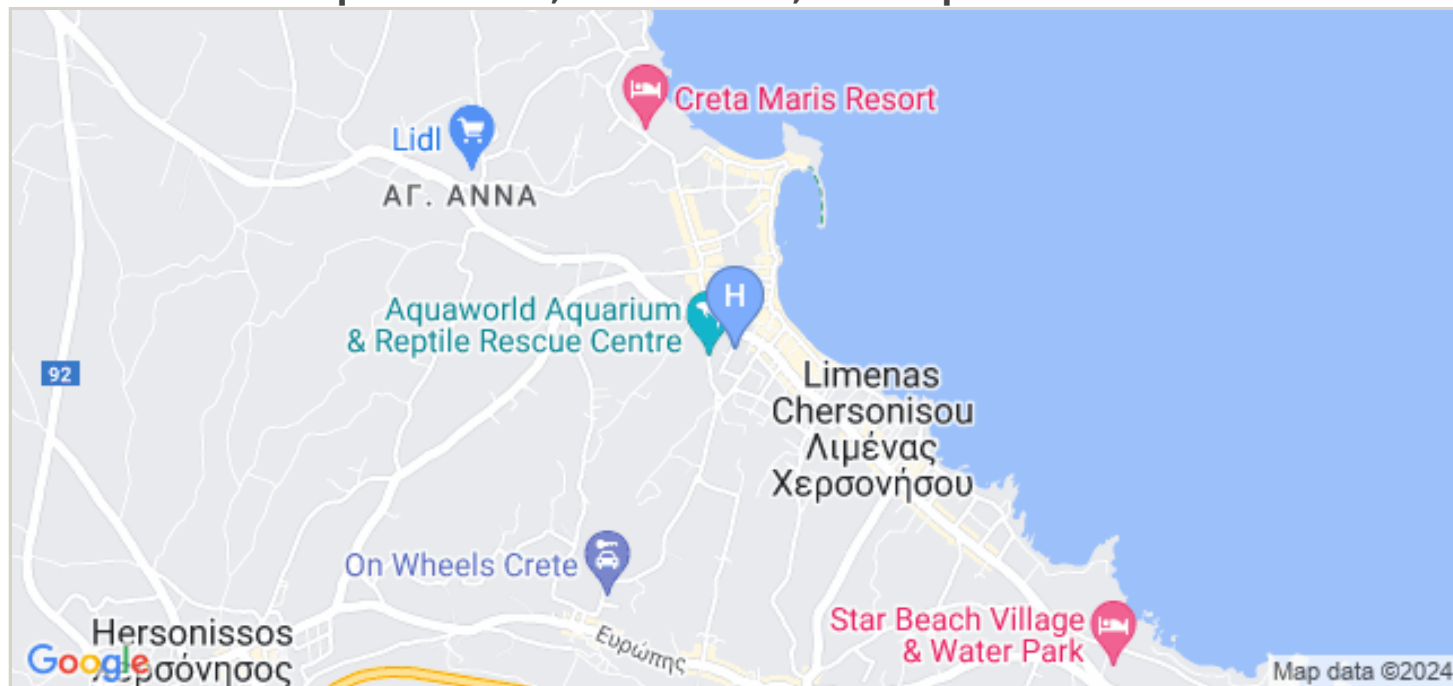 Creta Maris Resort
Lidl
ΑΓ. ΑΝΝΑ
H
Aquaworld Aquarium
& Reptile Rescue Centre
92
Limenas
Chersonisou
Λιμένας
Χερσονήσου
On Wheels Crete
Star Beach Village
& Water Park
Ευρώπης
Hersonissos
Google
Map data ©2024